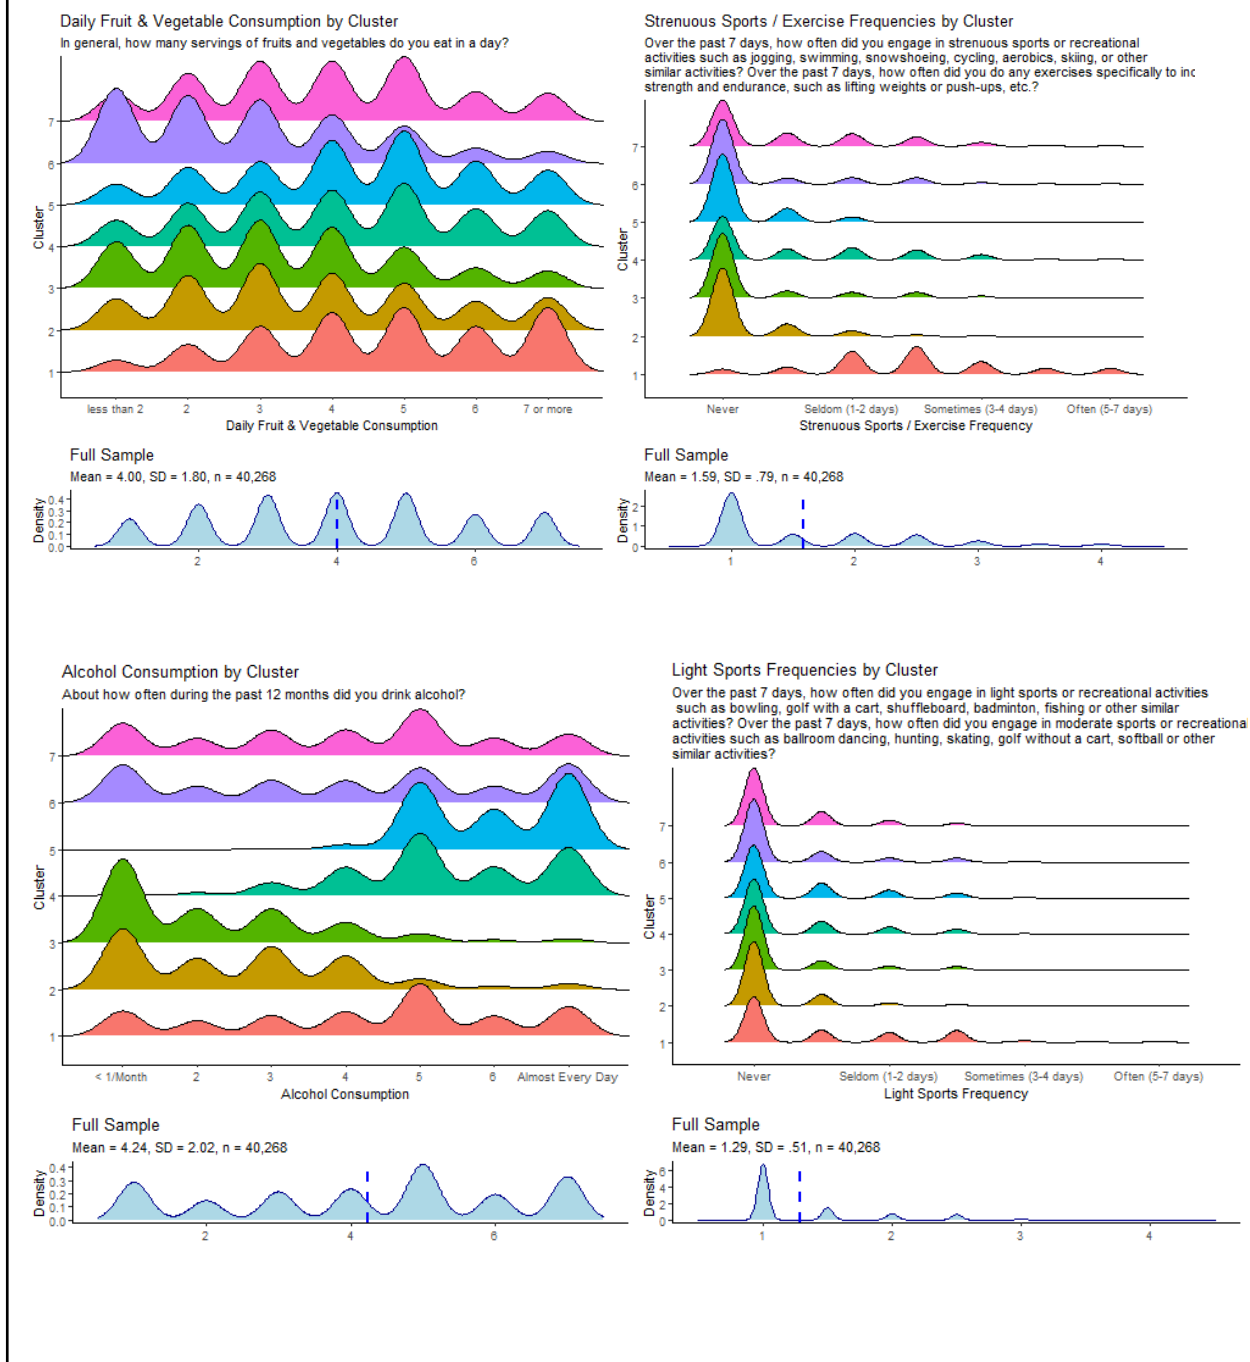 Daily Fruit & Vegetable Consumption by Cluster
In general, how many servings of fruits and vegetables do you eat in a day?
Cluster
7
6
5
4
3
2
1
less than 2 2 3 4 5 6 7 or more
Daily Fruit & Vegetable Consumption
Full Sample
Mean = 4.00, SD = 1.80, n = 40,268
Density
0.4
0.3
0.2
0.1
0.0
2 4 6
Strenuous Sports / Exercise Frequencies by Cluster
Over the past 7 days, how often did you engage in strenuous sports or recreational
activities such as jogging, swimming, snowshoeing, cycling, aerobics, skiing, or other
similar activities? Over the past 7 days, how often did you do any exercises specifically to inc
strength and endurance, such as lifting weights or push-ups, etc.?
Cluster
7
6
5
4
3
2
1
Never Seldom (1-2 days) Sometimes (3-4 days) Often (5-7 days)
Strenuous Sports / Exercise Frequency
Full Sample
Mean = 1.59, SD = .79, n = 40,268
Density
2
1
0
1 2 3 4
Alcohol Consumption by Cluster
About how often during the past 12 months did you drink alcohol?
Cluster
7
6
5
4
3
2
1
< 1/Month 2 3 4 5 6 Almost Every Day
Alcohol Consumption
Full Sample
Mean = 4.24, SD = 2.02, n = 40,268
Density
0.4
0.3
0.2
0.1
0.0
2 4 6
Light Sports Frequencies by Cluster
Over the past 7 days, how often did you engage in light sports or recreational activities
such as bowling, golf with a cart, shuffleboard, badminton, fishing or other similar
activities? Over the past 7 days, how often did you engage in moderate sports or recreational
activities such as ballroom dancing, hunting, skating, golf without a cart, softball or other
similar activities?
Cluster
7
6
5
4
3
2
1
Never Seldom (1-2 days) Sometimes (3-4 days) Often (5-7 days)
Light Sports Frequency
Full Sample
Mean = 1.29, SD = .51, n = 40,268
Density
6
4
2
0
1 2 3 4